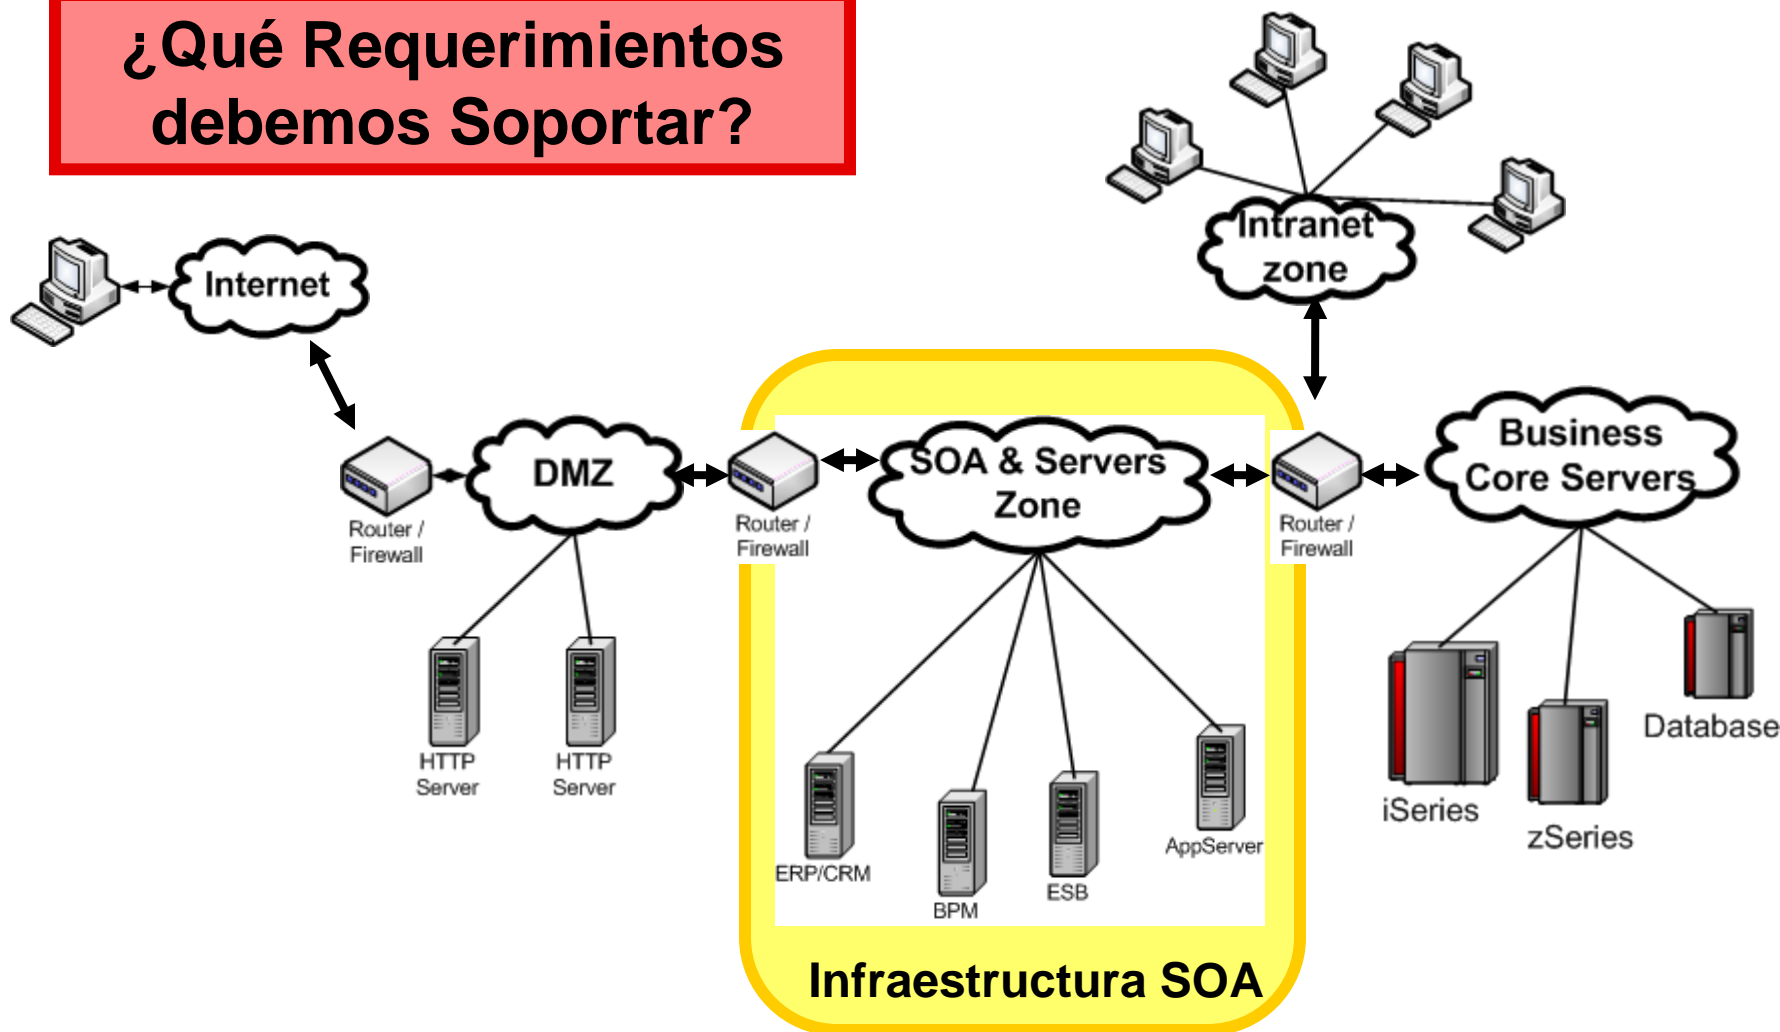 ¿Qué Requerimientos
debemos Soportar?
Intranet
zone
Internet
Business
Core Servers
DMZ
SOA & Servers
Zone
Router /
Firewall
Router /
Firewall
Router /
Firewall
HTTP
Server
HTTP
Server
ERP/CRM
BPM
ESB
AppServer
iSeries
zSeries
Database
Infraestructura SOA